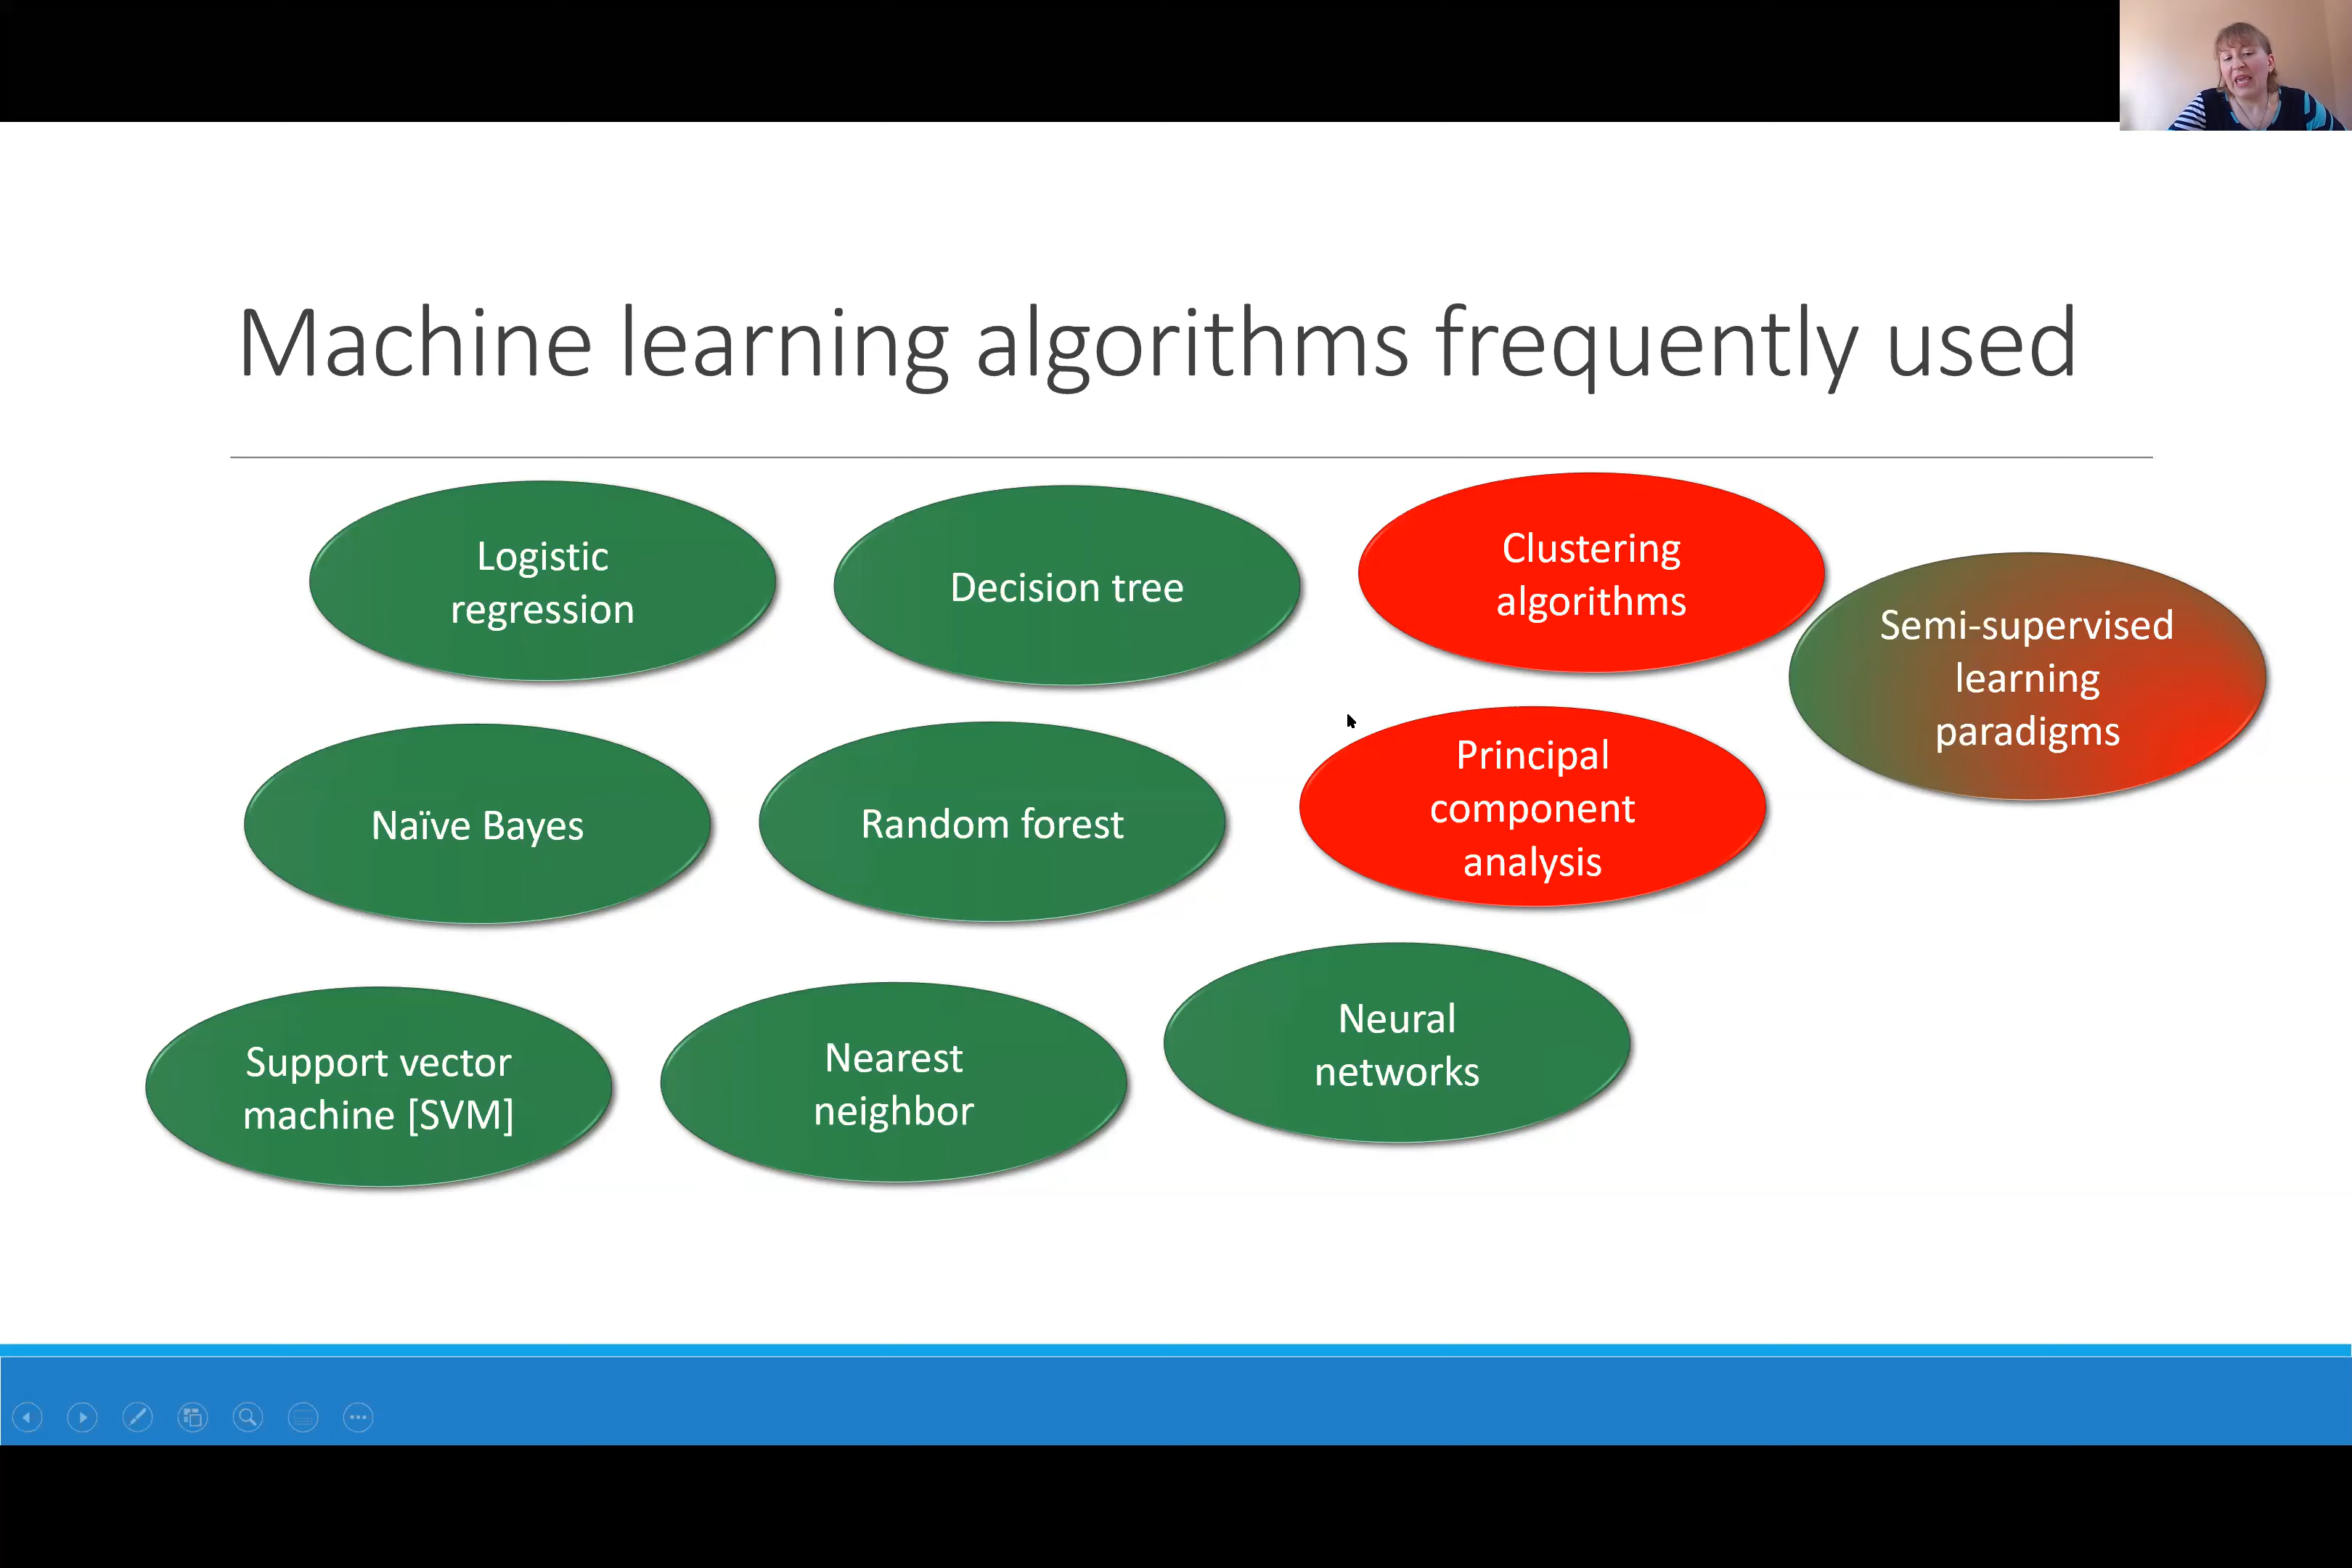 Machine learning algorithms frequently used
Logistic
regression
Decision tree
Clustering
algorithms
Semi-supervised
learning
paradigms
Naïve Bayes
Random forest
Principal
component
analysis
Support vector
machine [SVM]
Nearest
neighbor
Neural
networks